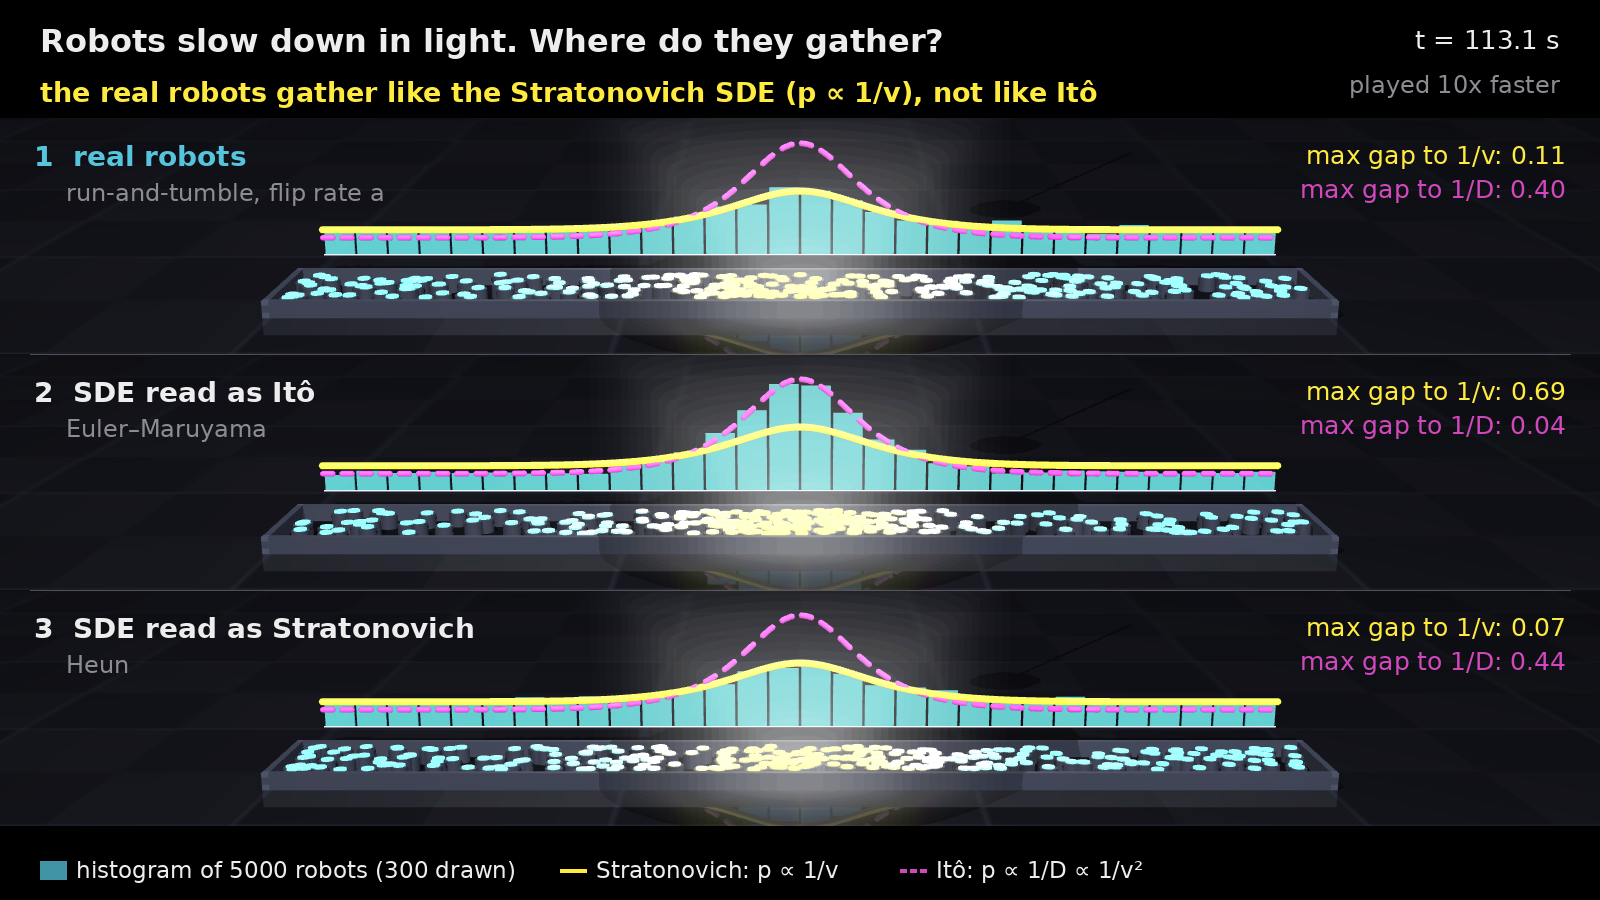 Robots slow down in light. Where do they gather?
t = 113.1 s
the real robots gather like the Stratonovich SDE (p ∝ 1/v), not like Itô
played 10x faster
1 real robots
run-and-tumble, flip rate a
max gap to 1/v: 0.11
max gap to 1/D: 0.40
2 SDE read as Itô
Euler–Maruyama
max gap to 1/v: 0.69
max gap to 1/D: 0.04
3 SDE read as Stratonovich
Heun
max gap to 1/v: 0.07
max gap to 1/D: 0.44
histogram of 5000 robots (300 drawn)
Stratonovich: p ∝ 1/v
Itô: p ∝ 1/D ∝ 1/v²